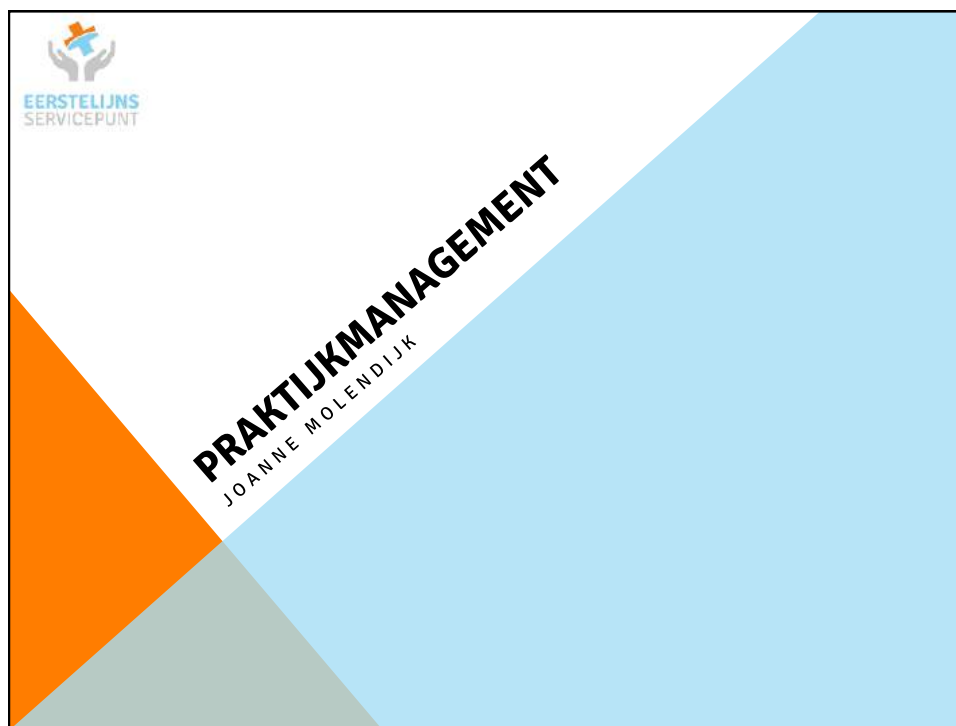 EERSTELIJNS
SERVICEPUNT
PRAKTIJKMANAGEMENT
JOANNE MOLENDIJK